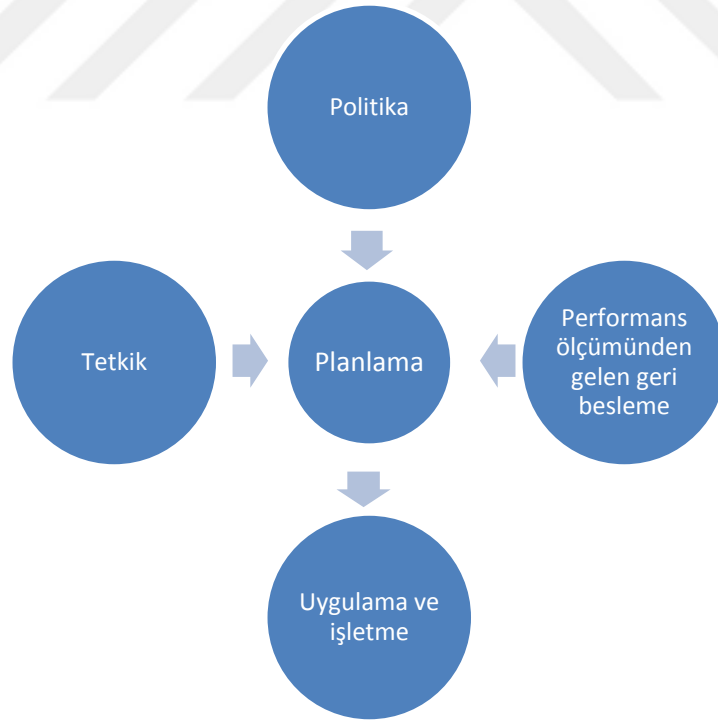 Politika
Tetkik
Planlama
Performans
ölçümünden
gelen geri
besleme
Uygulama ve
işletme